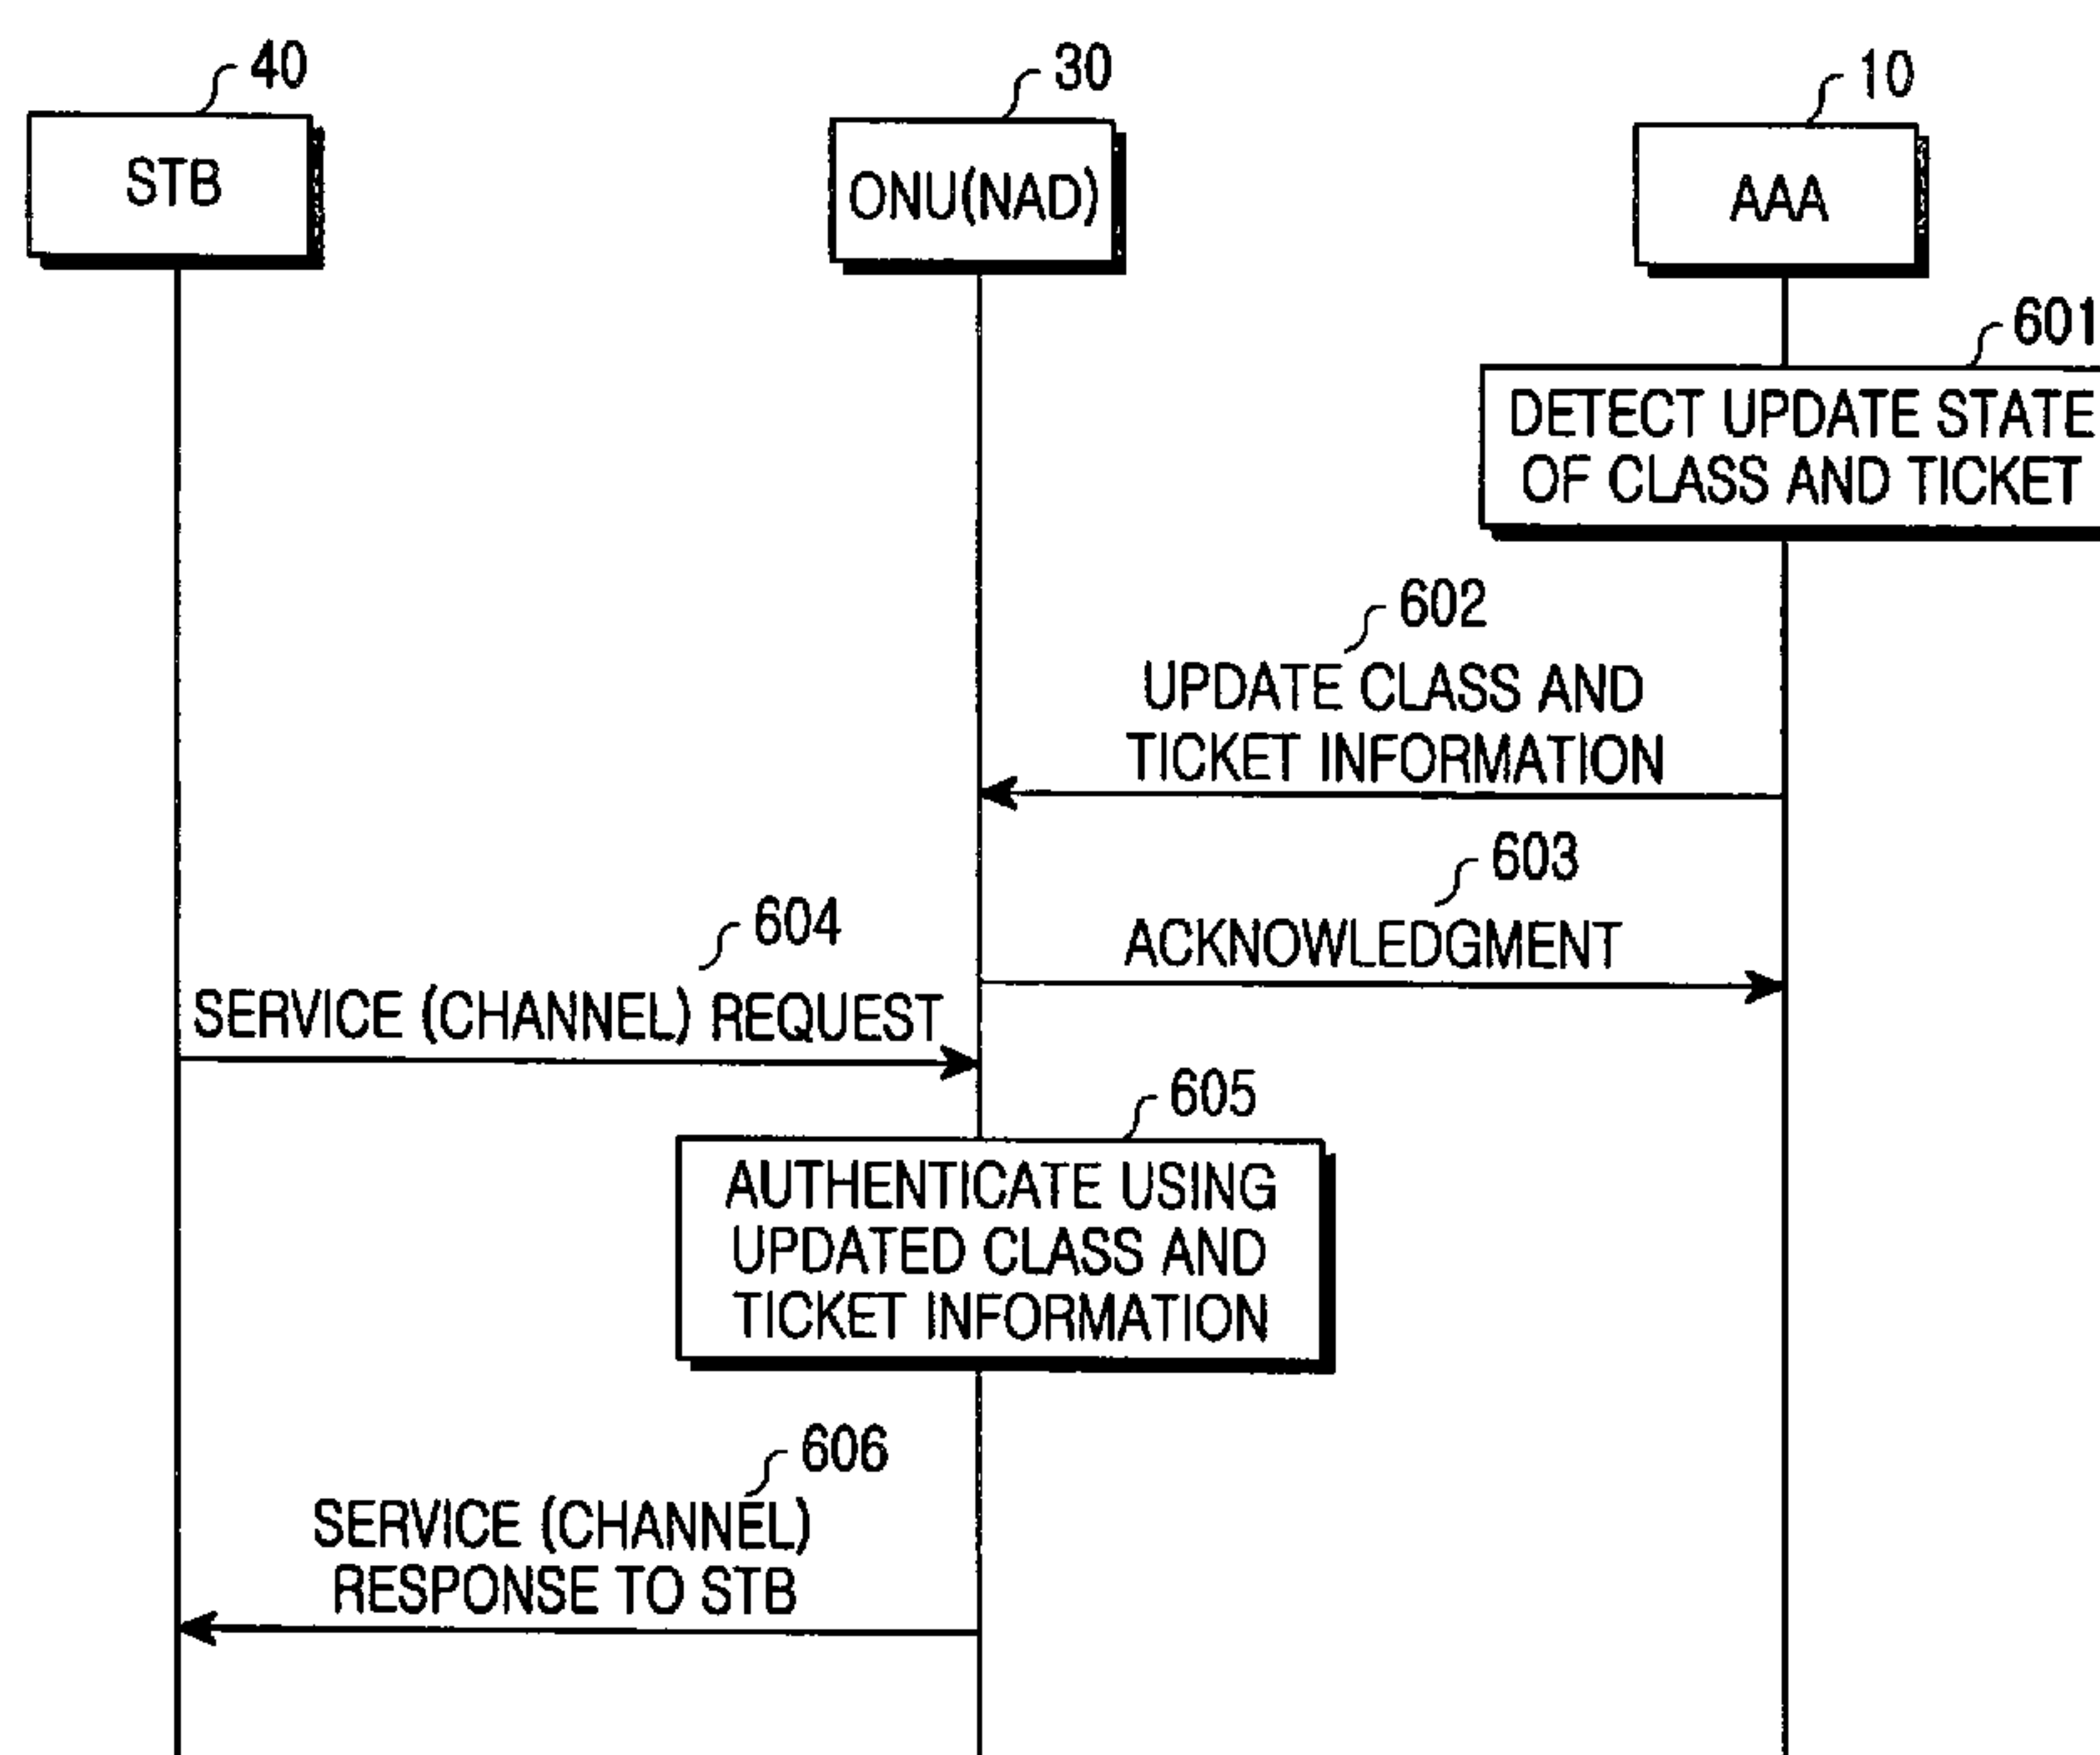 40
30
10
STB
ONU(NAD)
AAA
601
DETECT UPDATE STATE
OF CLASS AND TICKET
602
UPDATE CLASS AND
TICKET INFORMATION
603
ACKNOWLEDGMENT
604
SERVICE (CHANNEL) REQUEST
605
AUTHENTICATE USING
UPDATED CLASS AND
TICKET INFORMATION
606
SERVICE (CHANNEL)
RESPONSE TO STB